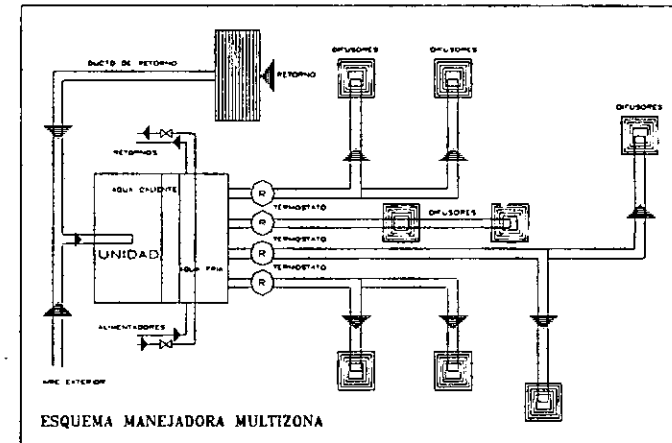 DIFUSORES
DIFUSORES
DUCTO DE RETORNO
RETORNO
DIFUSORES
RETORNOS
AGUA CALIENTE
R
TERMOSTATO
R
DIFUSORES
TERMOSTATO
UNIDAD
R
AGUA FRIA
TERMOSTATO
R
ALIMENTADORES
AIRE EXTERIOR
ESQUEMA MANEJADORA MULTIZONA